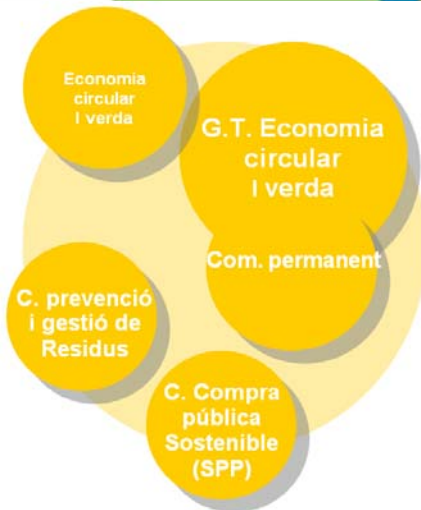 Economia
circular
I verda
G.T. Economia
circular
I verda
Com. permanent
C. prevenció
i gestió de
Residus
C. Compra
pública
Sostenible
(SPP)